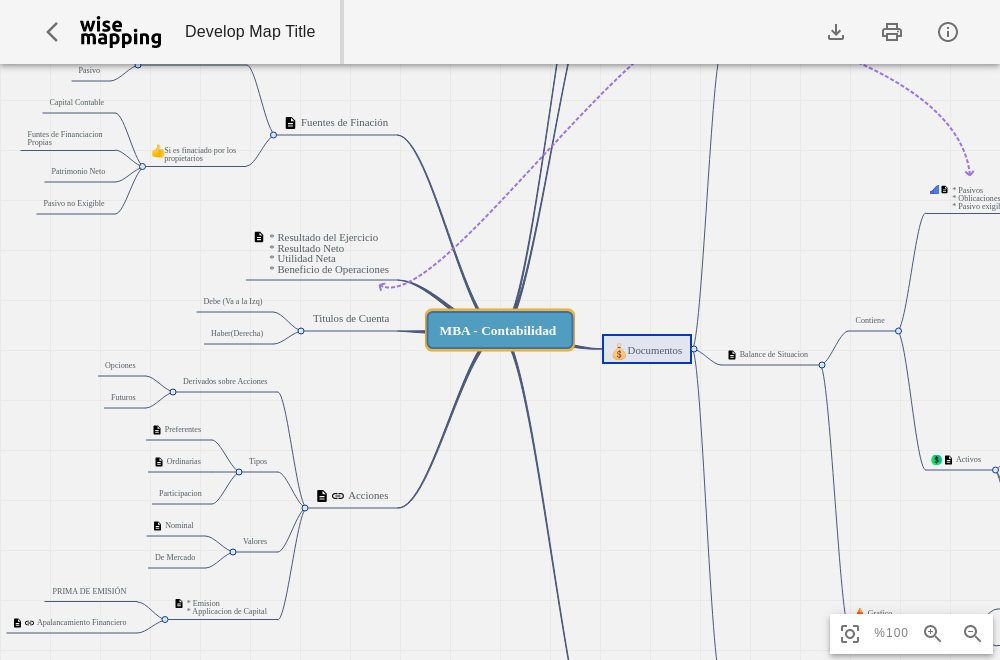 wise
mapping
Develop Map Title
Pasivo
Capital Contable
Funtes de Financiacion
Propias
Patrimonio Neto
Pasivo no Exigible
Si es finaciado por los
propietarios
Fuentes de Finación
* Resultado del Ejercicio
* Resultado Neto
* Utilidad Neta
* Beneficio de Operaciones
Debe (Va a la Izq)
Haber(Derecha)
Titulos de Cuenta
MBA - Contabilidad
Documentos
Balance de Situacion
Contiene
* Pasivos
* Oblicaciones
* Pasivo exigib
$ Activos
Opciones
Futuros
Derivados sobre Acciones
Preferentes
Ordinarias
Participacion
Tipos
Nominal
De Mercado
Valores
Acciones
PRIMA DE EMISIÓN
Apalancamiento Financiero
* Emision
* Applicacion de Capital
Grafico
%100